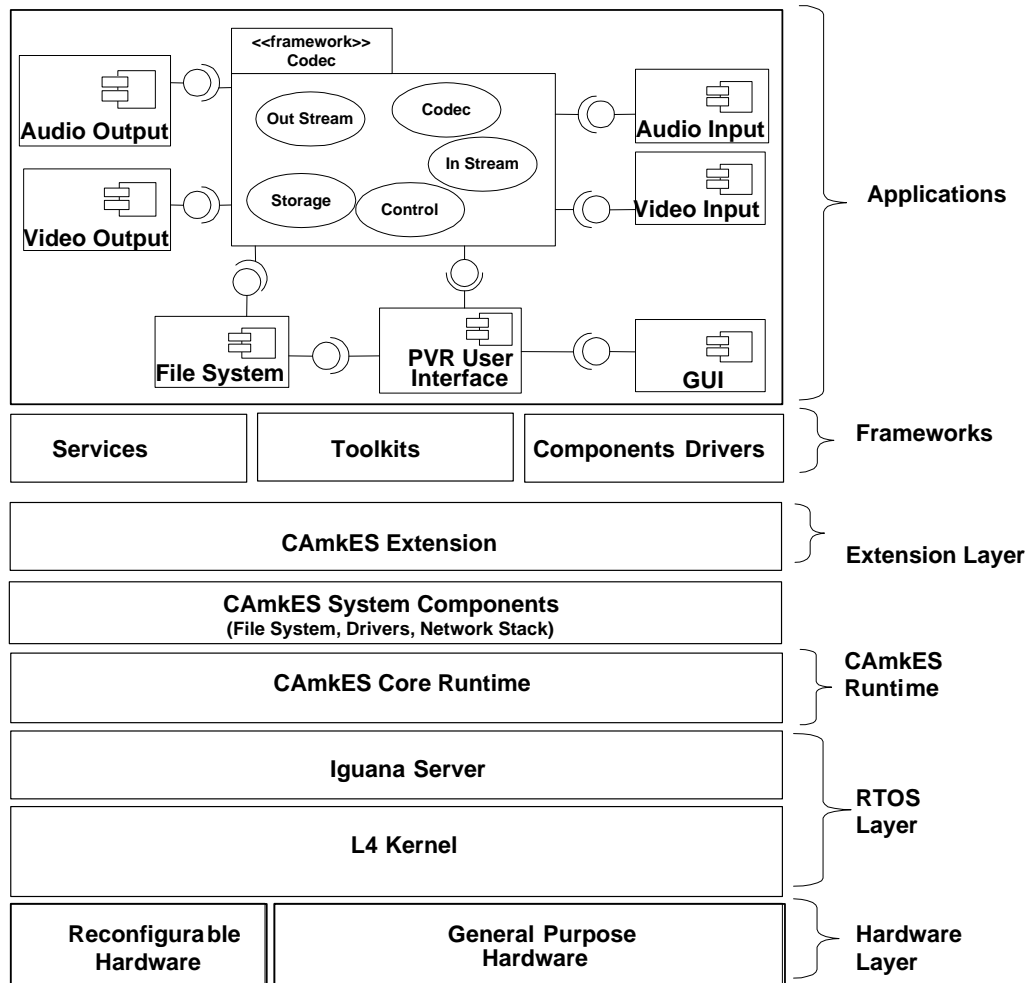 <<framework>>
Codec
Audio Output
Out Stream
Codec
Audio Input
In Stream
Video Output
Storage
Control
Video Input
Applications
File System
PVR User
Interface
GUI
Services
Toolkits
Components Drivers
Frameworks
CAmkES Extension
Extension Layer
CAmkES System Components
(File System, Drivers, Network Stack)
CAmkES Core Runtime
CAmkES
Runtime
Iguana Server
L4 Kernel
RTOS
Layer
Reconfigurable
Hardware
General Purpose
Hardware
Hardware
Layer